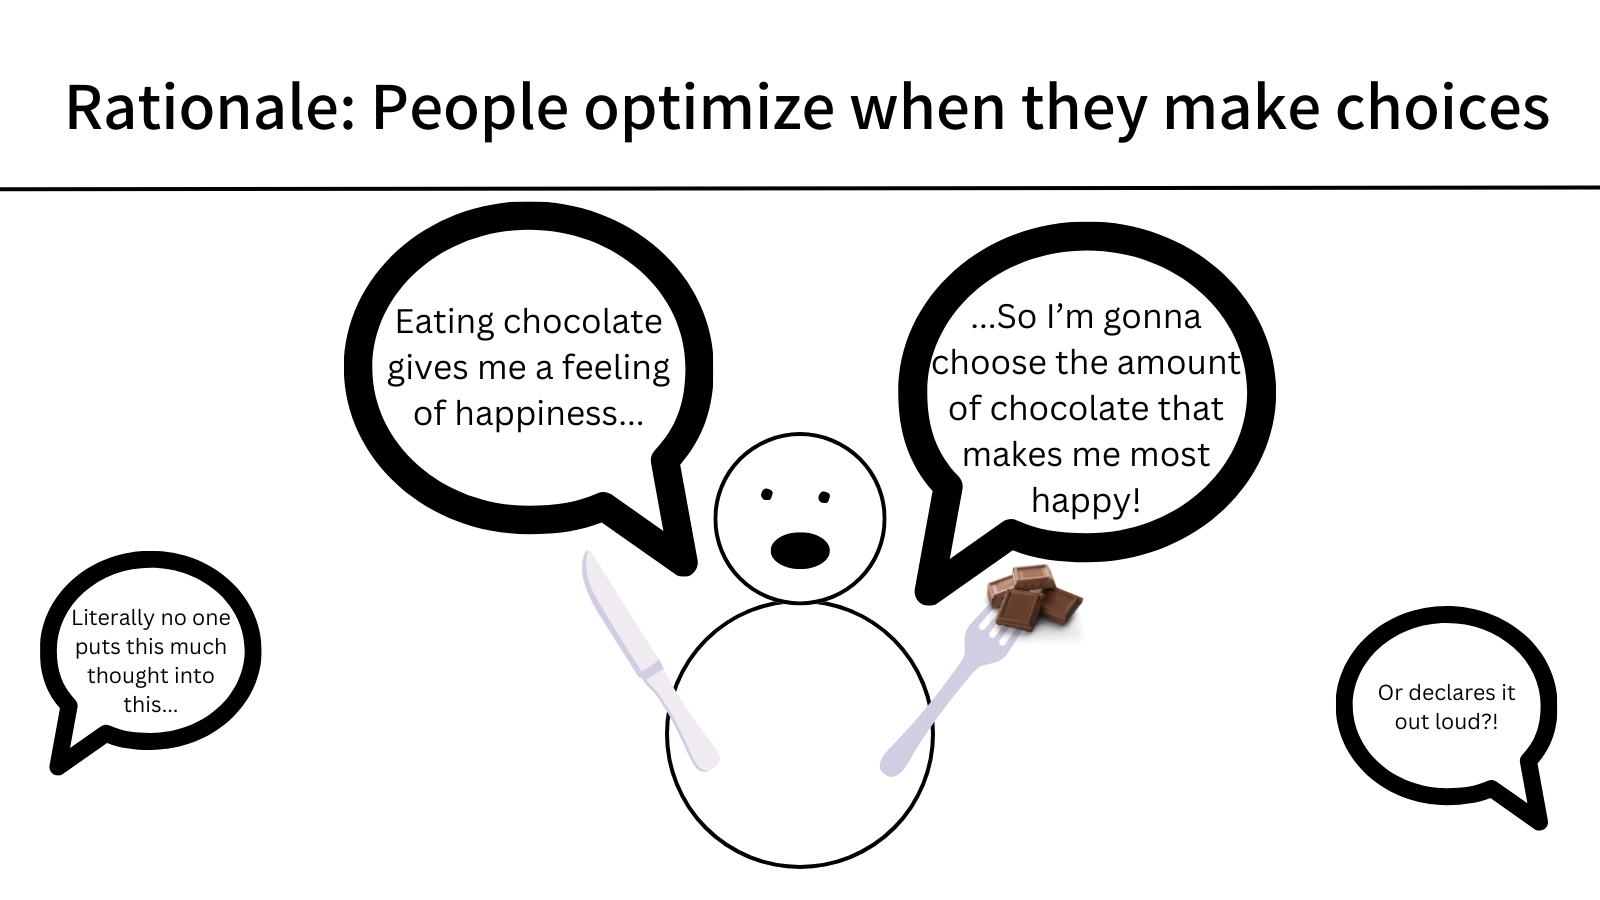 Rationale: People optimize when they make choices
Eating chocolate
gives me a feeling
of happiness...
...So I’m gonna
choose the amount
of chocolate that
makes me most
happy!
Literally no one
puts this much
thought into
this...
Or declares it
out loud?!